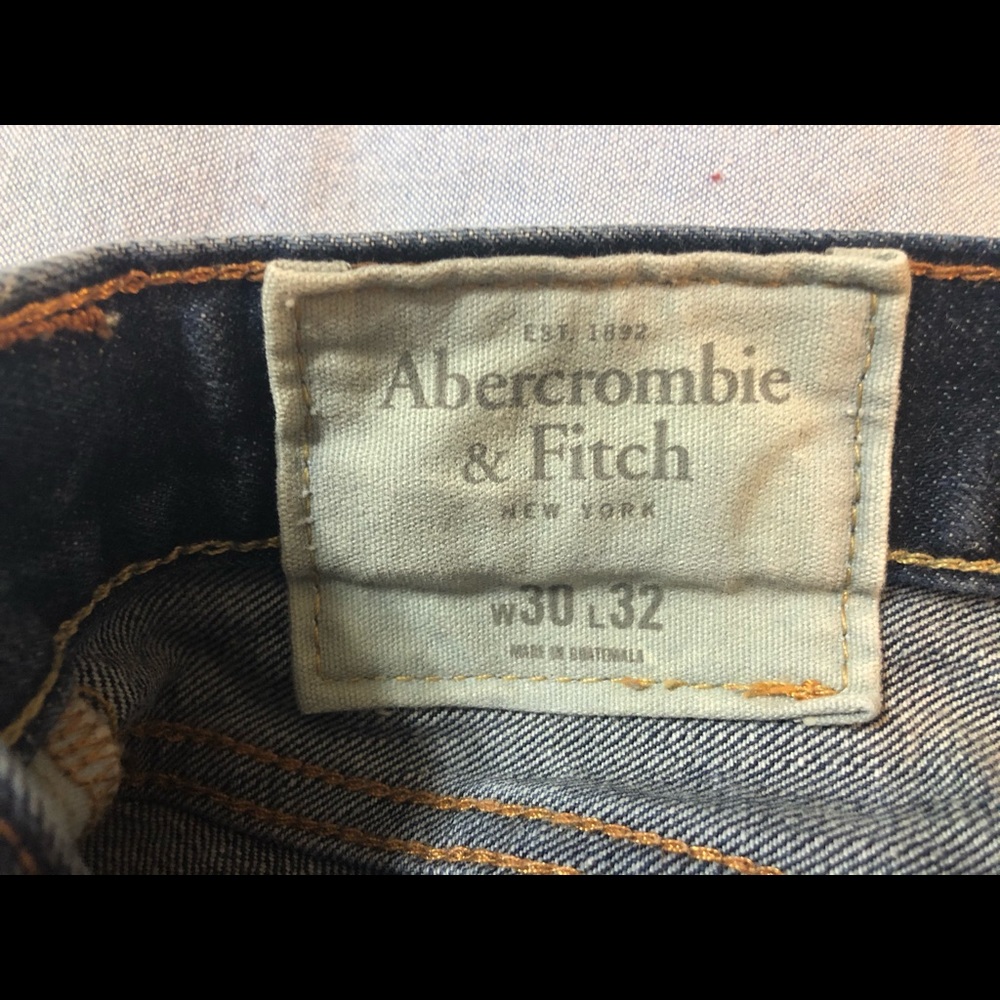 EST. 1892
Abercrombie
& Fitch
NEW YORK
W30 L32
MADE IN GUATEMALA